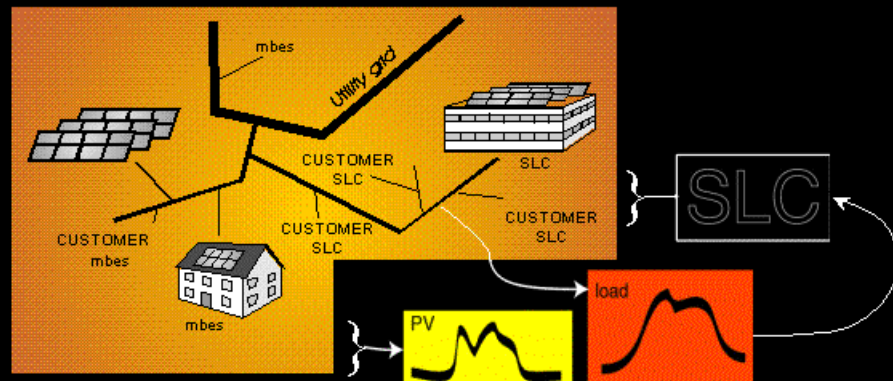 mbes
Utility grid
CUSTOMER
SLC
SLC
CUSTOMER
mbes
CUSTOMER
SLC
CUSTOMER
SLC
mbes
SLC
load
PV